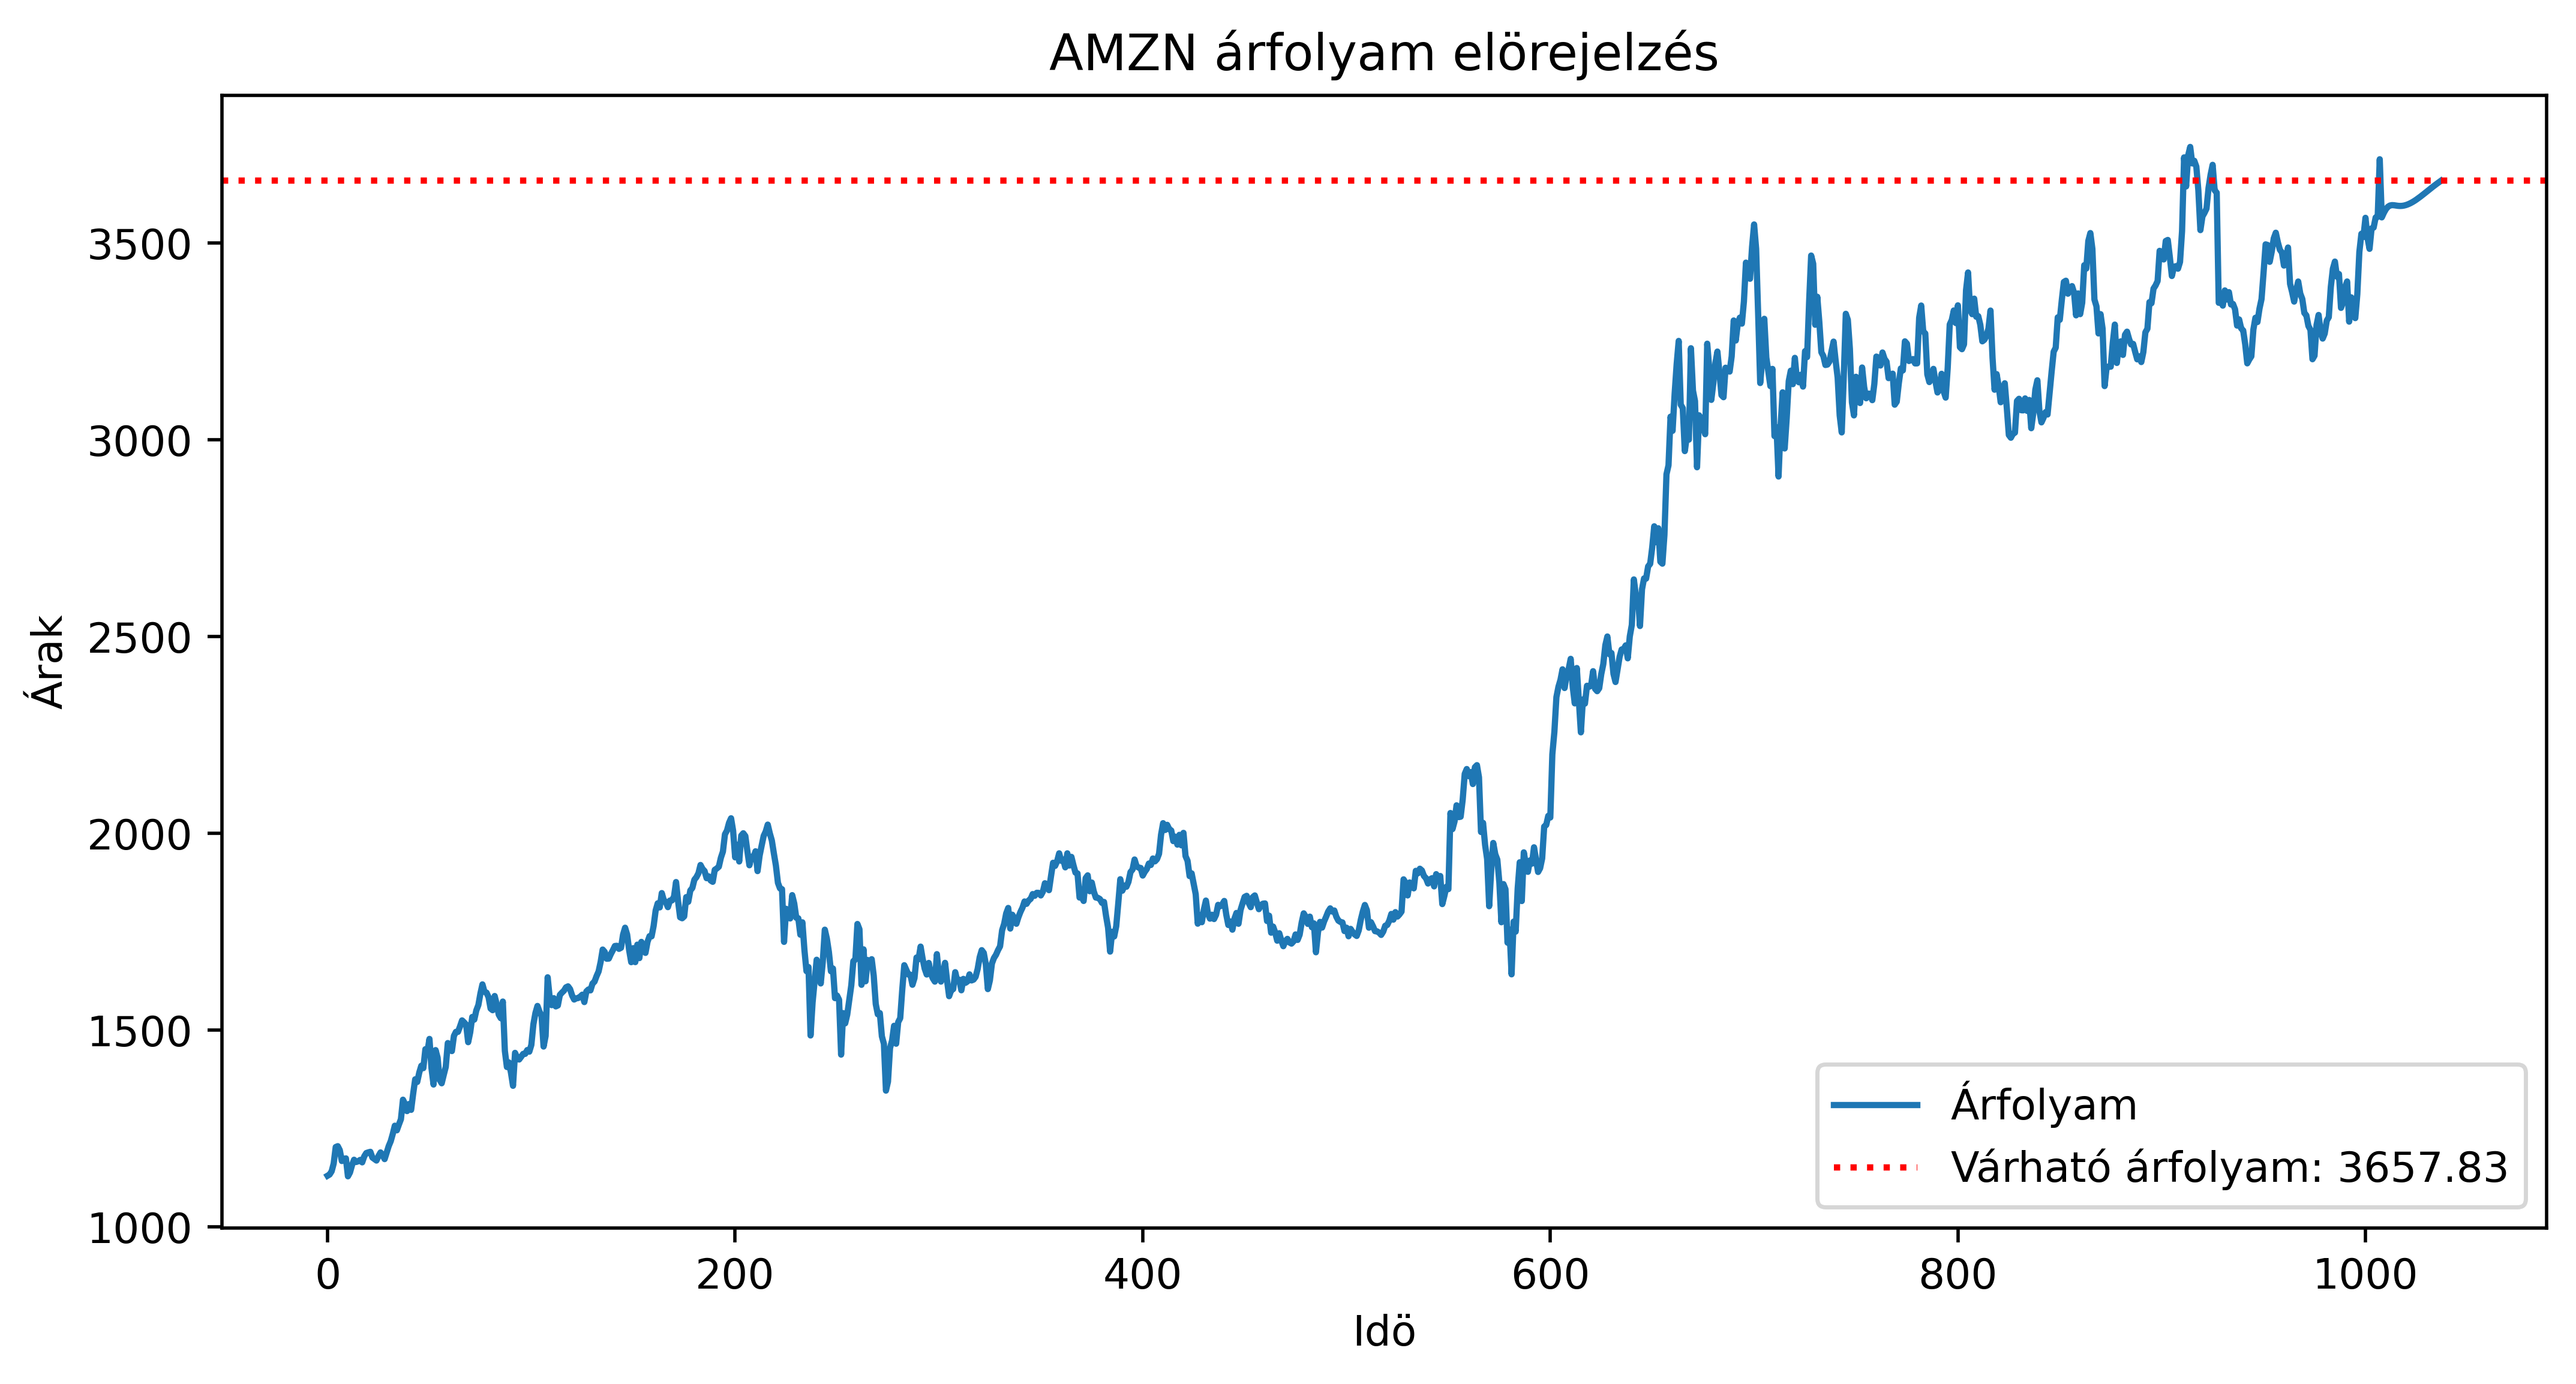 AMZN árfolyam elörejelzés
Árak
3500
3000
2500
2000
1500
1000
0
200
400
600
800
1000
Idö
Árfolyam
Várható árfolyam: 3657.83